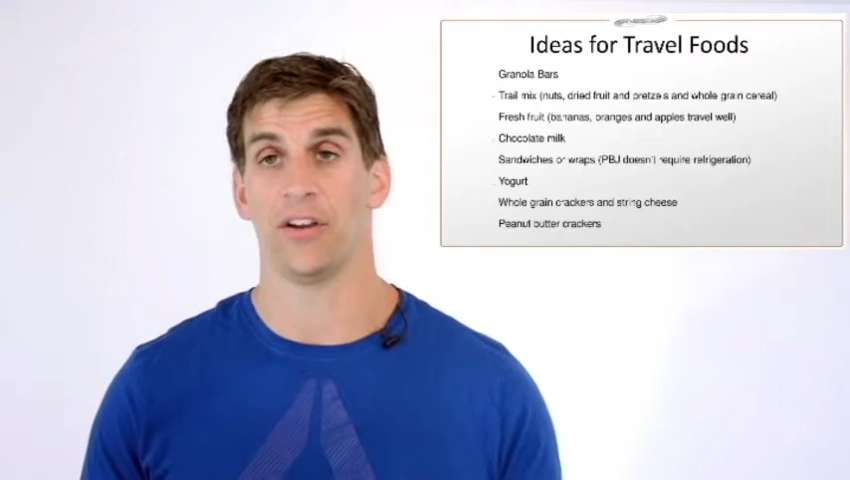 Ideas for Travel Foods
Granola Bars
Trail mix (nuts, dried fruit and pretzels and whole grain cereal)
Fresh fruit (bananas, oranges and apples travel well)
Chocolate milk
Sandwiches or wraps (PBJ doesn't require refrigeration)
Yogurt
Whole grain crackers and string cheese
Peanut butter crackers